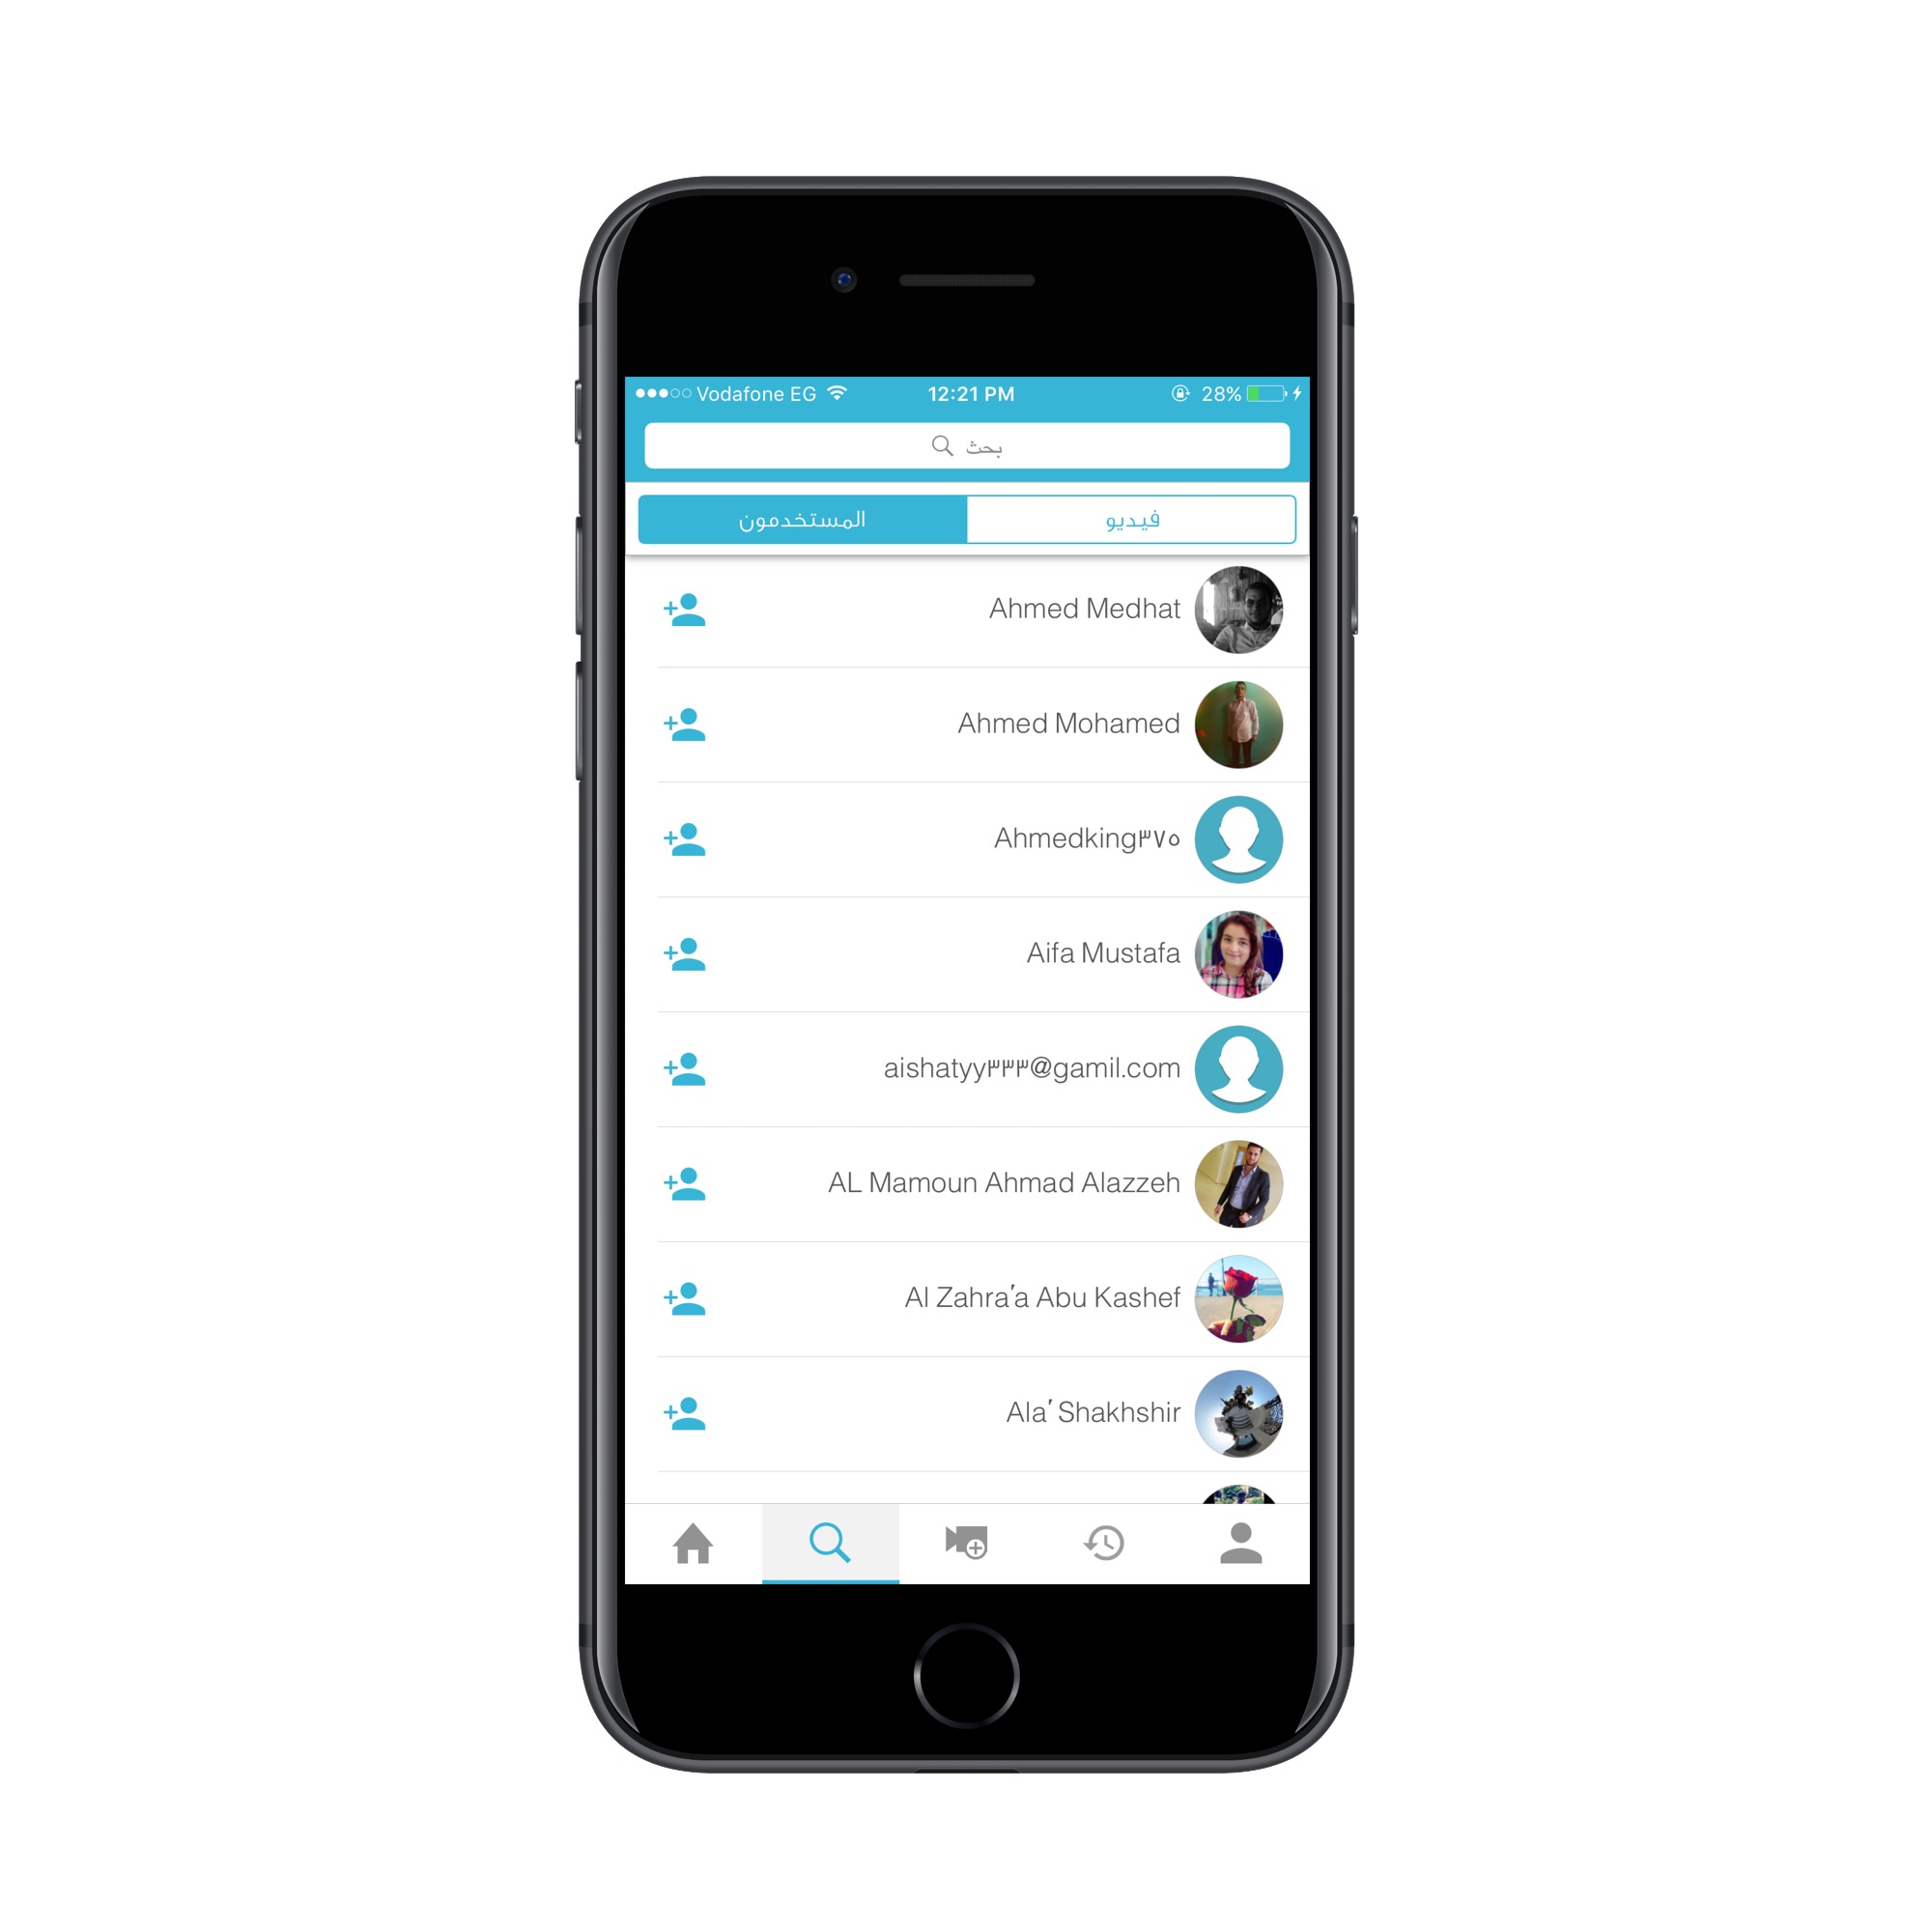 Vodafone EG 12:21 PM 28%
بحث
المستخدمون فيديو
Ahmed Medhat
Ahmed Mohamed
Ahmedking٣٧٥
Aifa Mustafa
aishatyy٣٣٣@gamil.com
AL Mamoun Ahmad Alazzeh
Al Zahra'a Abu Kashef
Ala' Shakhshir